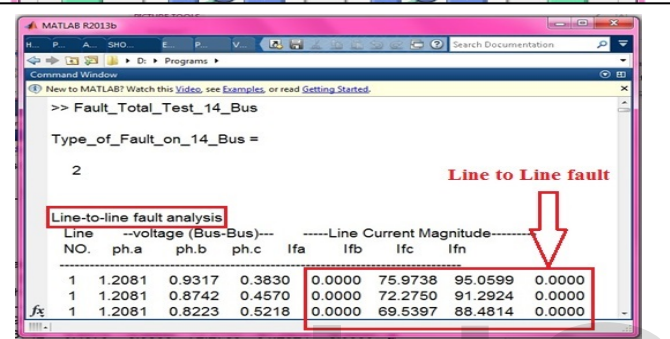 MATLAB R2013b
H... P... A... SHO... E... P... V... Search Documentation
D: Programs
Command Window
New to MATLAB? Watch this Video, see Examples, or read Getting Started.
>> Fault_Total_Test_14_Bus
Type_of_Fault_on_14_Bus =
2
Line to Line fault
Line-to-line fault analysis
Line --voltage (Bus-Bus)--- -----Line Current Magnitude--------
NO. ph.a ph.b ph.c Ifa Ifb Ifc Ifn
1 1.2081 0.9317 0.3830 0.0000 75.9738 95.0599 0.0000
1 1.2081 0.8742 0.4570 0.0000 72.2750 91.2924 0.0000
fx 1 1.2081 0.8223 0.5218 0.0000 69.5397 88.4814 0.0000